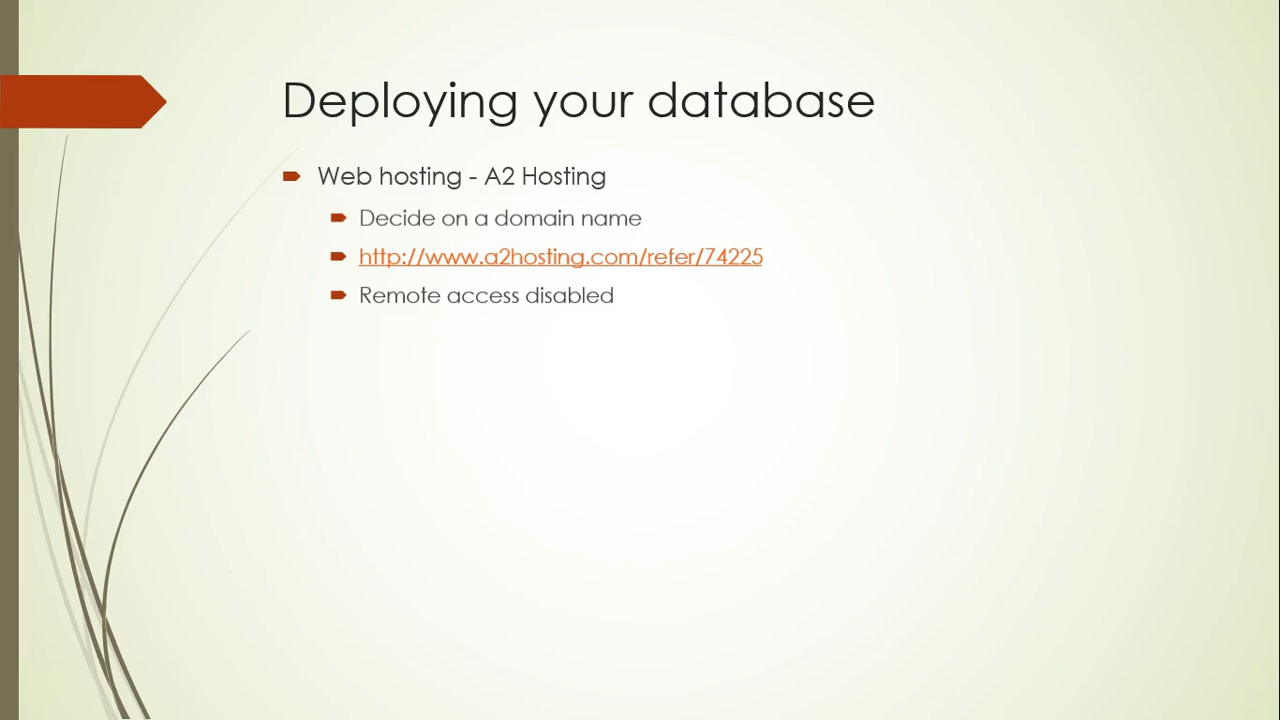 Deploying your database
Web hosting - A2 Hosting
Decide on a domain name
http://www.a2hosting.com/refer/74225
Remote access disabled